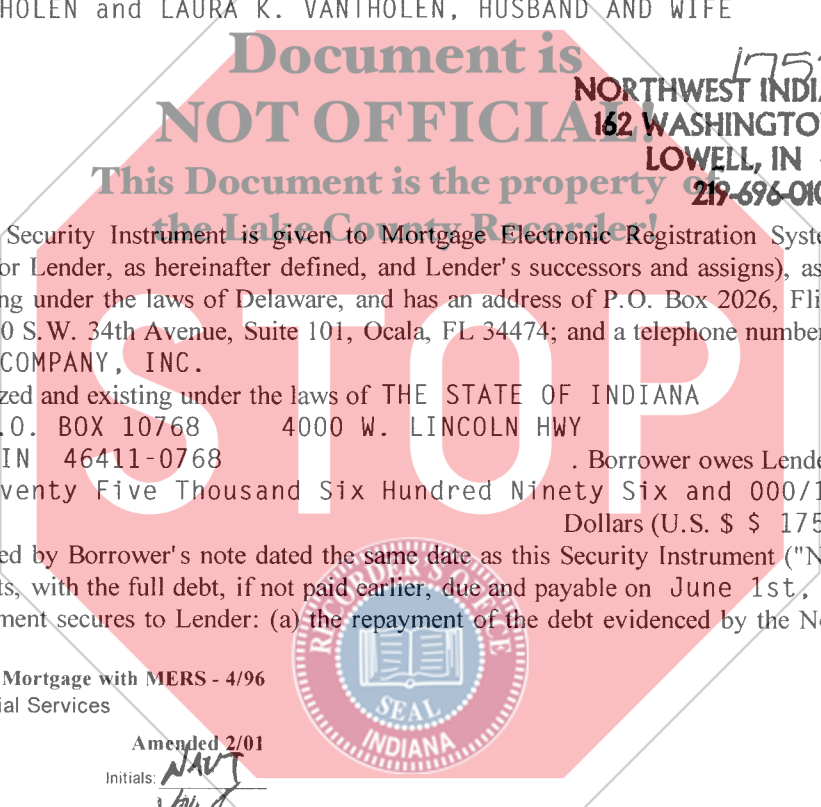 HOLEN and LAURA K. VANTHOLEN, HUSBAND AND WIFE
Document is
NOT OFFICIAL!
This Document is the property of
the Lake County Recorder!
175
NORTHWEST INDIA
162 WASHINGTO
LOWELL, IN
219-696-010
Security Instrument is given to Mortgage Electronic Registration Syste
or Lender, as hereinafter defined, and Lender's successors and assigns), as
ng under the laws of Delaware, and has an address of P.O. Box 2026, Fli
0 S.W. 34th Avenue, Suite 101, Ocala, FL 34474; and a telephone number
COMPANY, INC.
zed and existing under the laws of THE STATE OF INDIANA
.O. BOX 10768 4000 W. LINCOLN HWY
IN 46411-0768 . Borrower owes Lende
venty Five Thousand Six Hundred Ninety Six and 000/1
Dollars (U.S. $ $ 175
ed by Borrower's note dated the same date as this Security Instrument ("N
ts, with the full debt, if not paid earlier, due and payable on June 1st,
ment secures to Lender: (a) the repayment of the debt evidenced by the No
STOP
RECORDER'S OFFICE
SEAL
INDIANA
Mortgage with MERS - 4/96
ial Services
Amended 2/01
Initials: NAVJ